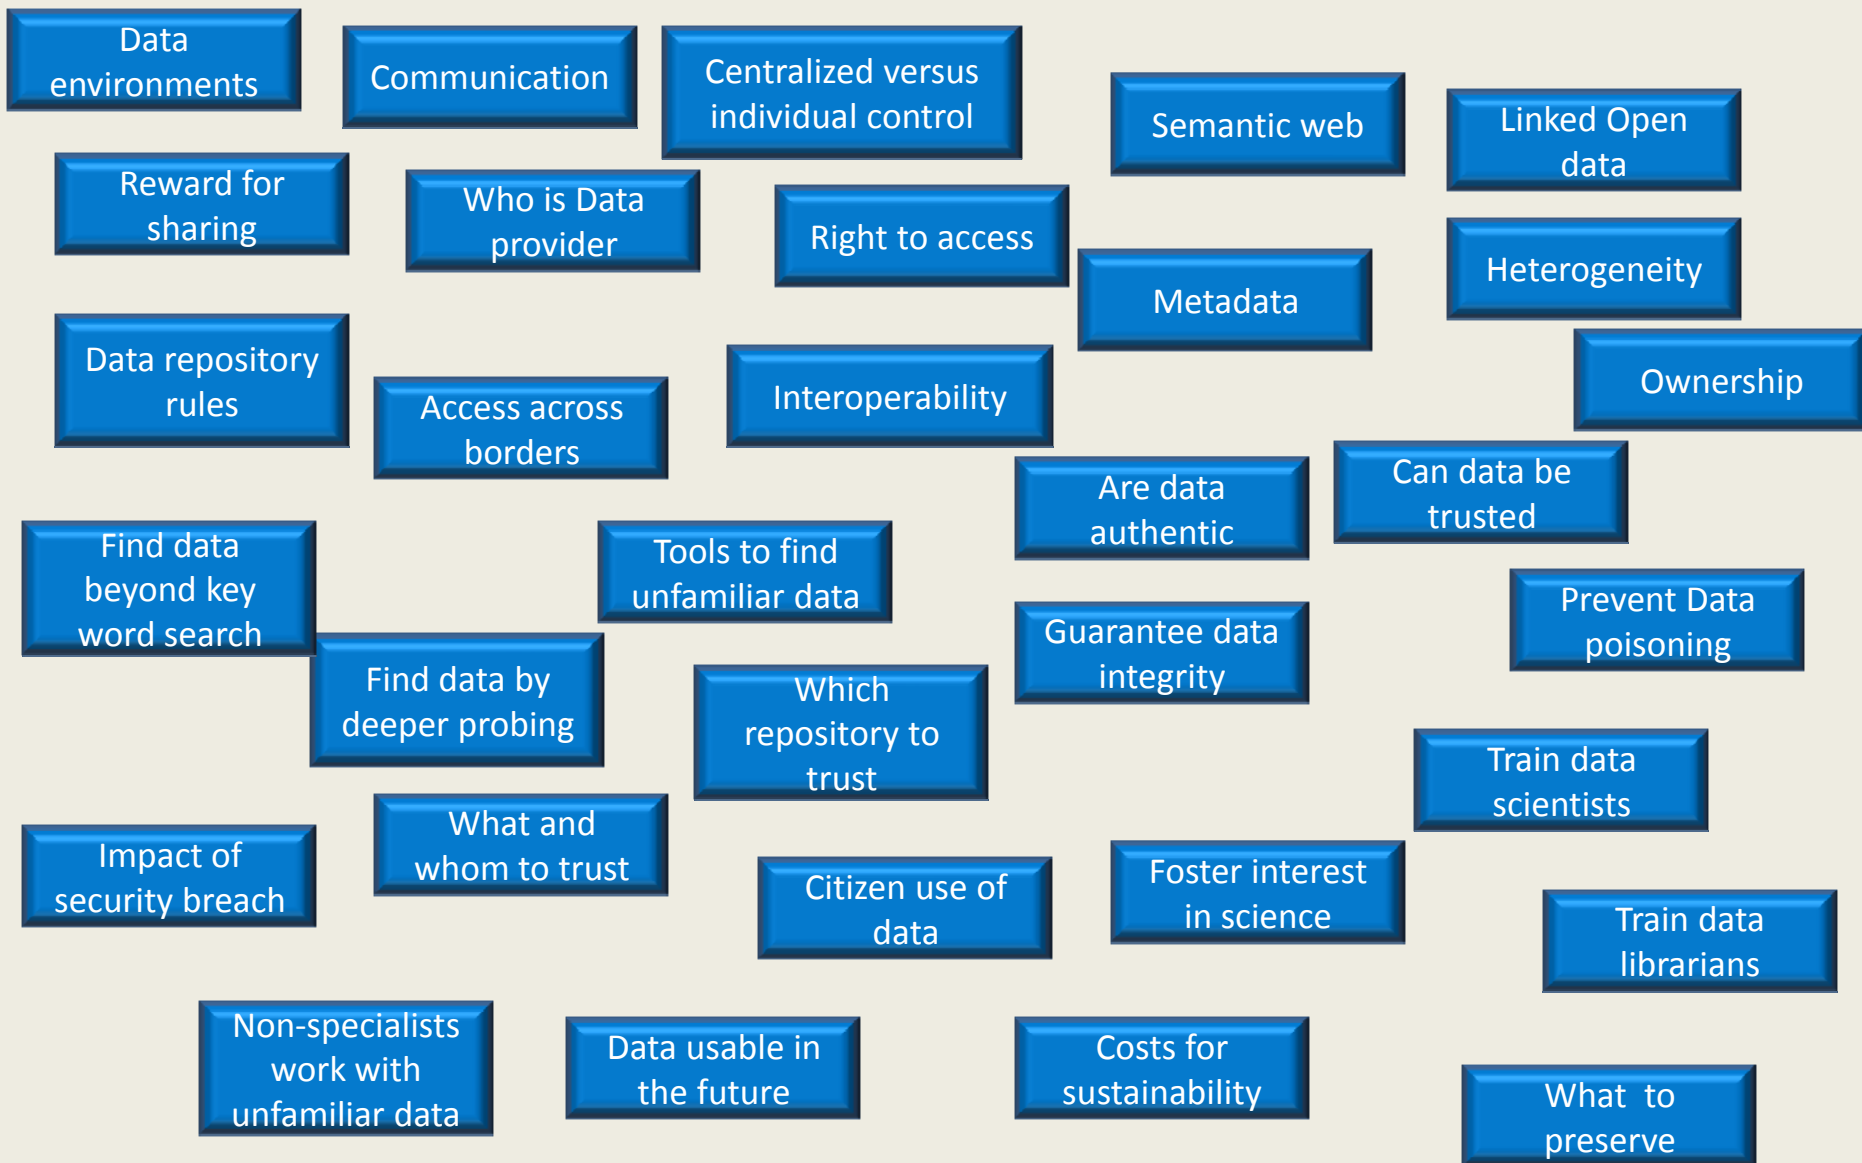 Data
environments
Communication
Centralized versus
individual control
Semantic web
Linked Open
data
Reward for
sharing
Who is Data
provider
Right to access
Metadata
Heterogeneity
Data repository
rules
Access across
borders
Interoperability
Ownership
Are data
authentic
Can data be
trusted
Find data
beyond key
word search
Tools to find
unfamiliar data
Guarantee data
integrity
Prevent Data
poisoning
Find data by
deeper probing
Which
repository to
trust
Train data
scientists
Impact of
security breach
What and
whom to trust
Citizen use of
data
Foster interest
in science
Train data
librarians
Non-specialists
work with
unfamiliar data
Data usable in
the future
Costs for
sustainability
What  to
preserve